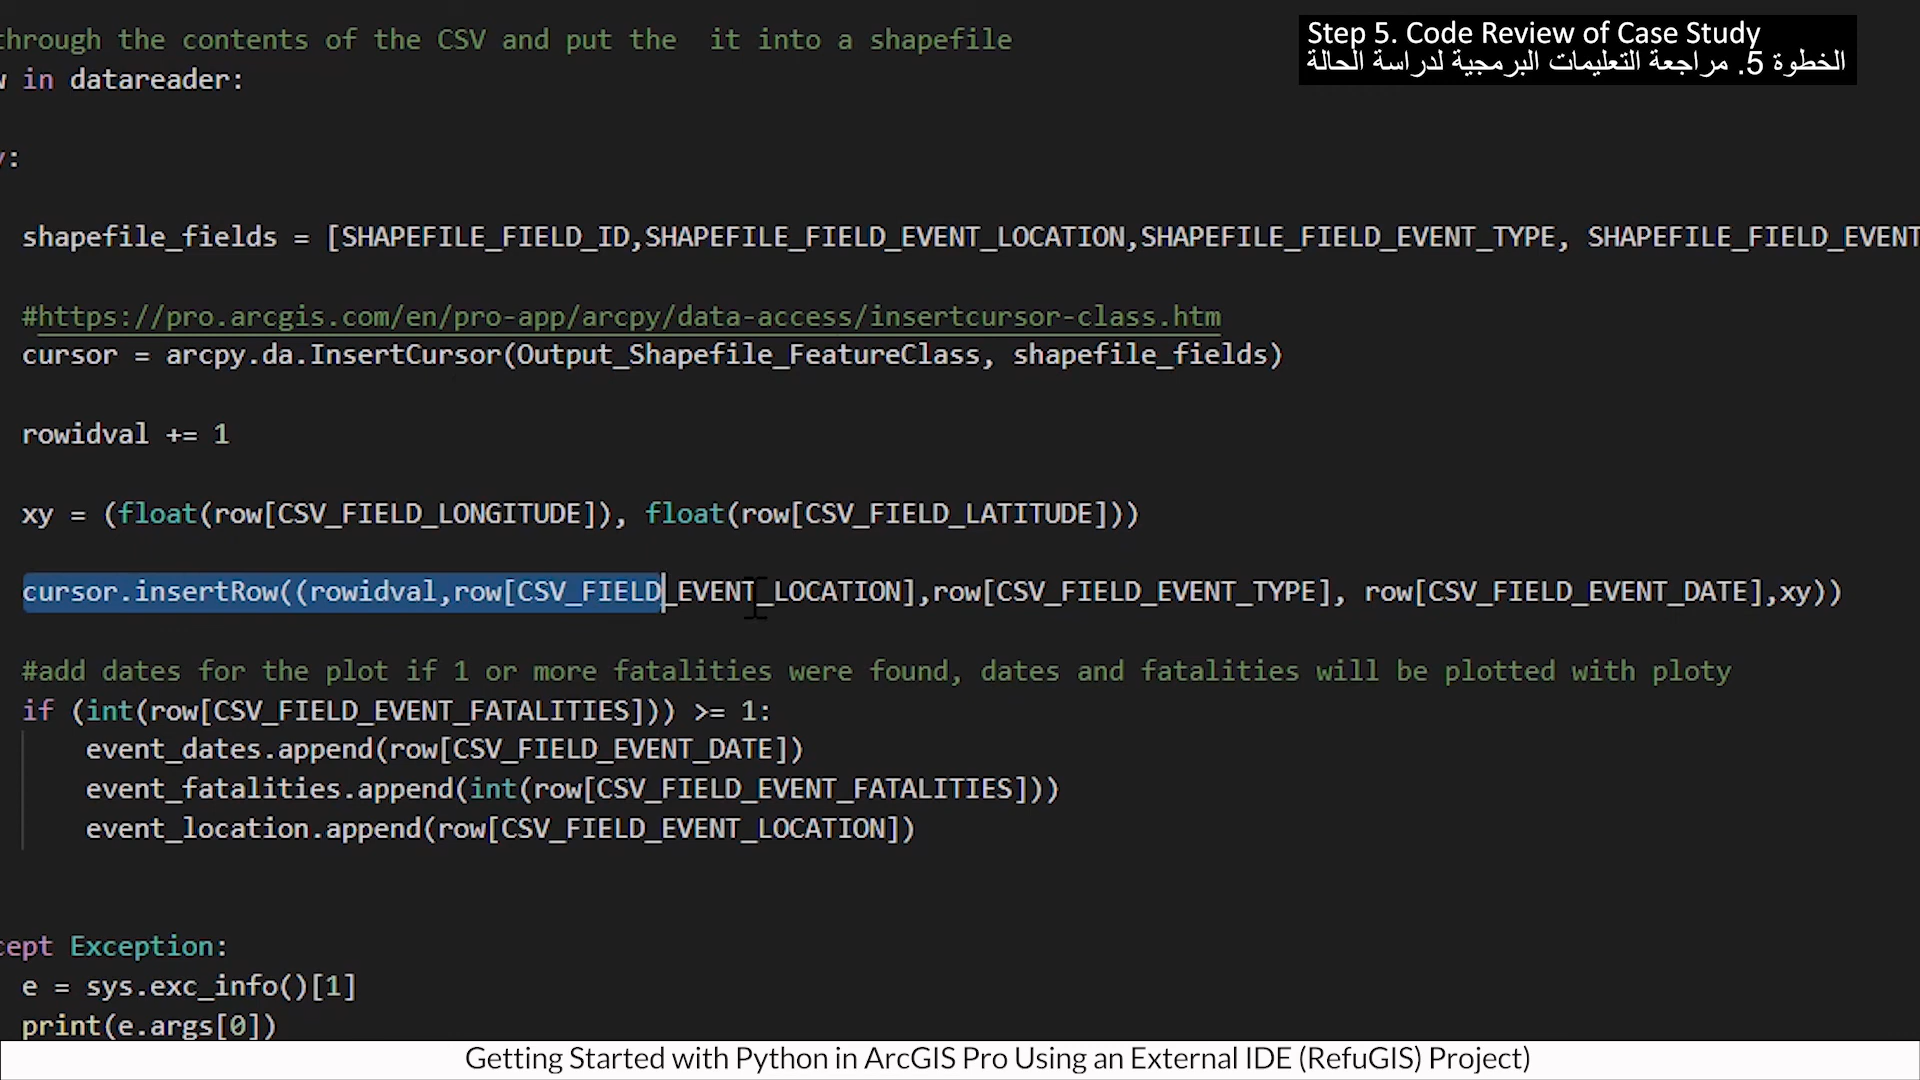 through the contents of the CSV and put the  it into a shapefile
Step 5. Code Review of Case Study
الخطوة 5. مراجعة التعليمات البرمجية لدراسة الحالة
in datareader:
y:
shapefile_fields = [SHAPEFILE_FIELD_ID,SHAPEFILE_FIELD_EVENT_LOCATION,SHAPEFILE_FIELD_EVENT_TYPE, SHAPEFILE_FIELD_EVENT
#https://pro.arcgis.com/en/pro-app/arcpy/data-access/insertcursor-class.htm
cursor = arcpy.da.InsertCursor(Output_Shapefile_FeatureClass, shapefile_fields)
rowidval += 1
xy = (float(row[CSV_FIELD_LONGITUDE]), float(row[CSV_FIELD_LATITUDE]))
cursor.insertRow((rowidval,row[CSV_FIELD_EVENT_LOCATION],row[CSV_FIELD_EVENT_TYPE], row[CSV_FIELD_EVENT_DATE],xy))
#add dates for the plot if 1 or more fatalities were found, dates and fatalities will be plotted with ploty
if (int(row[CSV_FIELD_EVENT_FATALITIES])) >= 1:
event_dates.append(row[CSV_FIELD_EVENT_DATE])
event_fatalities.append(int(row[CSV_FIELD_EVENT_FATALITIES]))
event_location.append(row[CSV_FIELD_EVENT_LOCATION])
cept Exception:
e = sys.exc_info()[1]
print(e.args[0])
Getting Started with Python in ArcGIS Pro Using an External IDE (RefuGIS) Project)